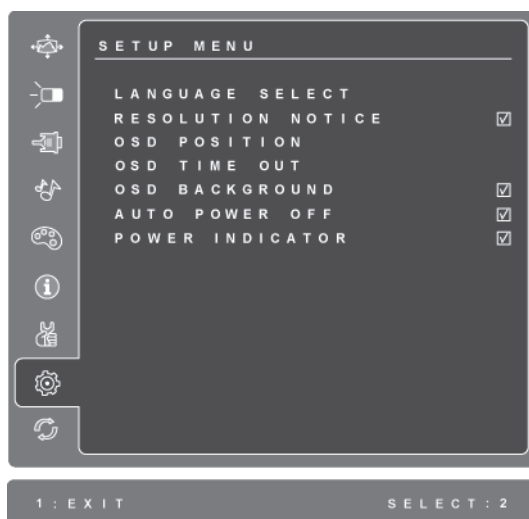 SETUP MENU
LANGUAGE SELECT
RESOLUTION NOTICE
OSD POSITION
OSD TIME OUT
OSD BACKGROUND
AUTO POWER OFF
POWER INDICATOR
1:EXIT SELECT:2